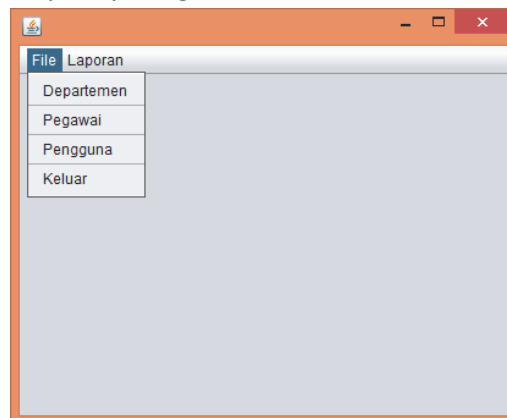 File Laporan
Departemen
Pegawai
Pengguna
Keluar